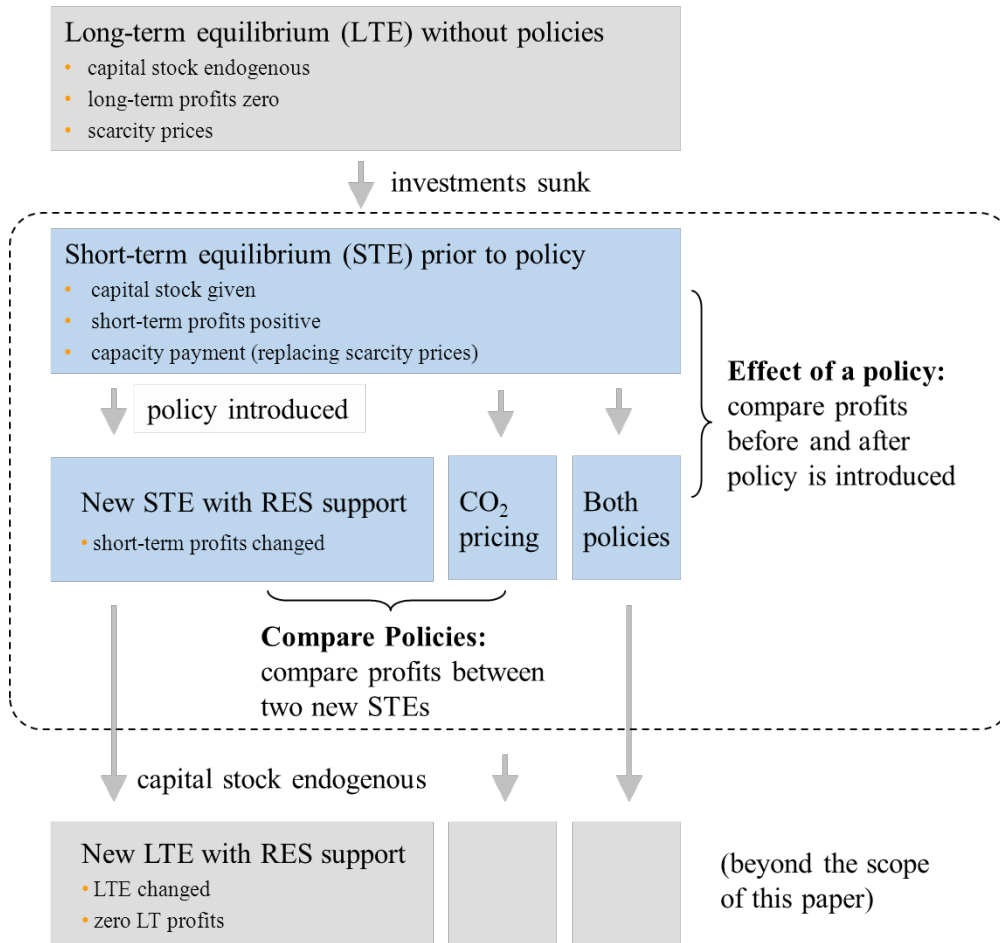 Long-term equilibrium (LTE) without policies
• capital stock endogenous
• long-term profits zero
• scarcity prices
investments sunk
Short-term equilibrium (STE) prior to policy
• capital stock given
• short-term profits positive
• capacity payment (replacing scarcity prices)
policy introduced
Effect of a policy:
compare profits
before and after
policy is introduced
New STE with RES support
• short-term profits changed
CO₂
pricing
Both
policies
Compare Policies:
compare profits between
two new STEs
capital stock endogenous
New LTE with RES support
• LTE changed
• zero LT profits
(beyond the scope
of this paper)